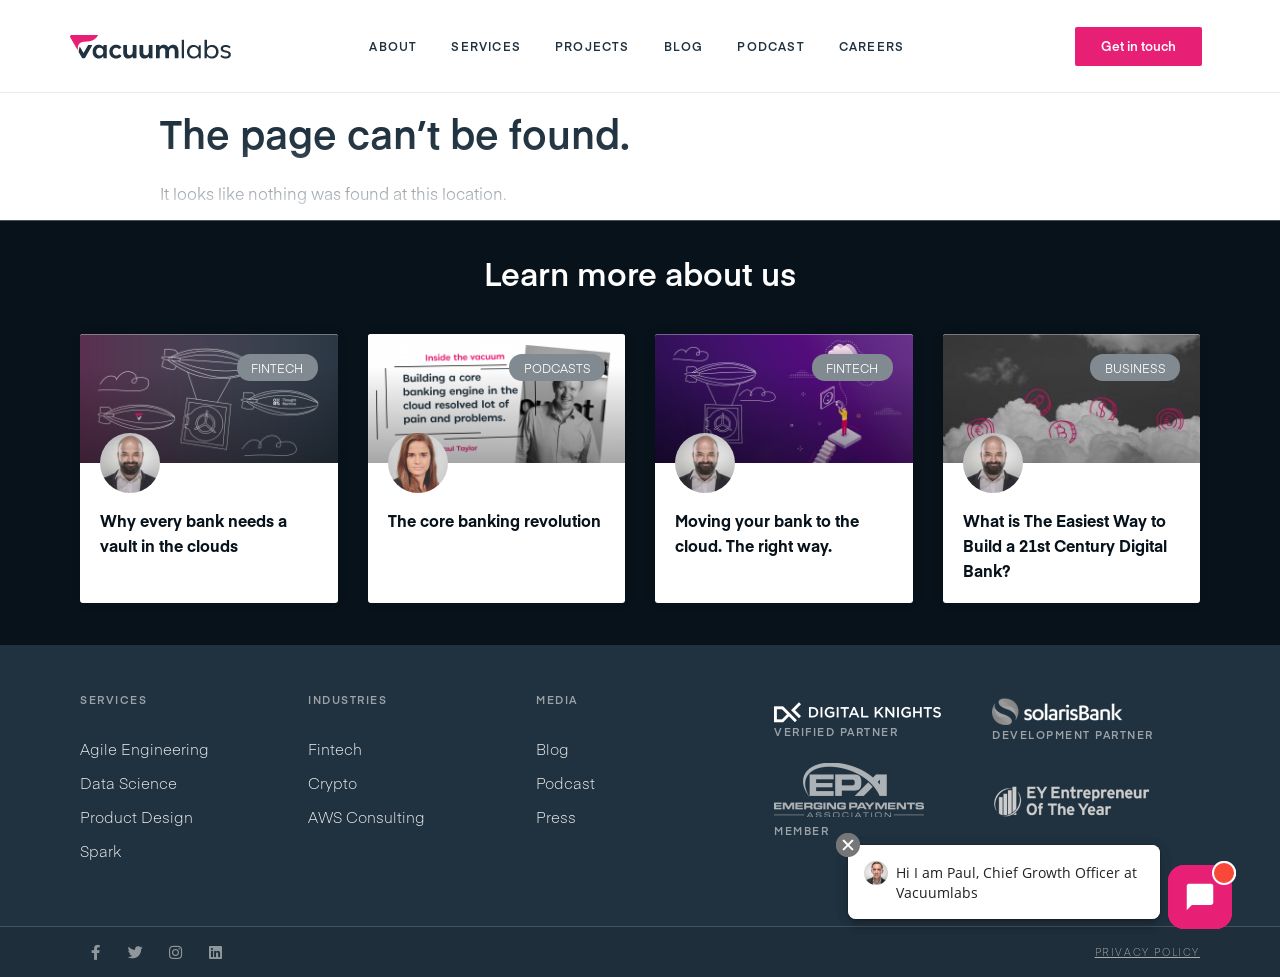 vacuumlabs
ABOUT
SERVICES
PROJECTS
BLOG
PODCAST
CAREERS
Get in touch
The page can’t be found.
It looks like nothing was found at this location.
Learn more about us
FINTECH
Why every bank needs a
vault in the clouds
Inside the vacuum
Building a core
banking engine in the
cloud resolved lot of
pain and problems.
Paul Taylor
PODCASTS
The core banking revolution
FINTECH
Moving your bank to the
cloud. The right way.
BUSINESS
What is The Easiest Way to
Build a 21st Century Digital
Bank?
SERVICES
Agile Engineering
Data Science
Product Design
Spark
INDUSTRIES
Fintech
Crypto
AWS Consulting
MEDIA
Blog
Podcast
Press
DIGITAL KNIGHTS
VERIFIED PARTNER
solarisBank
DEVELOPMENT PARTNER
EPA
EMERGING PAYMENTS
ASSOCIATION
MEMBER
EY Entrepreneur
Of The Year
Hi I am Paul, Chief Growth Officer at
Vacuumlabs
PRIVACY POLICY